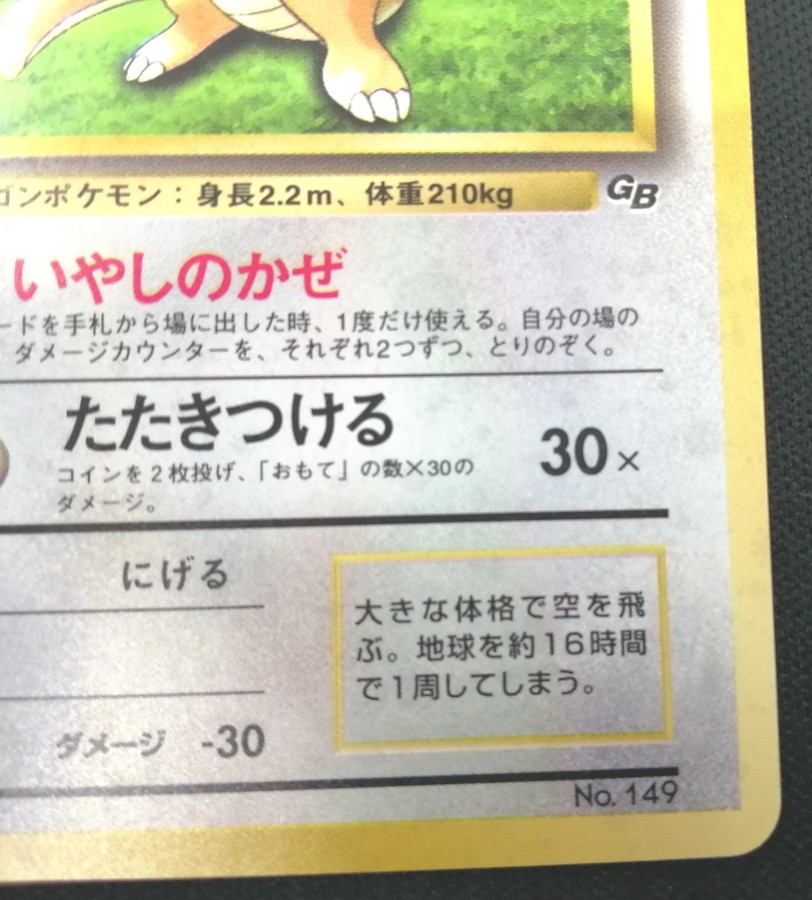 ゴンポケモン：身長2.2m、体重210kg
GB
いやしのかぜ
ードを手札から場に出した時、1度だけ使える。自分の場の
ダメージカウンターを、それぞれ2つずつ、とりのぞく。
たたきつける 30×
コインを2枚投げ、「おもて」の数×30の
ダメージ。
にげる
大きな体格で空を飛
ぶ。地球を約16時間
で1周してしまう。
ダメージ -30
No. 149